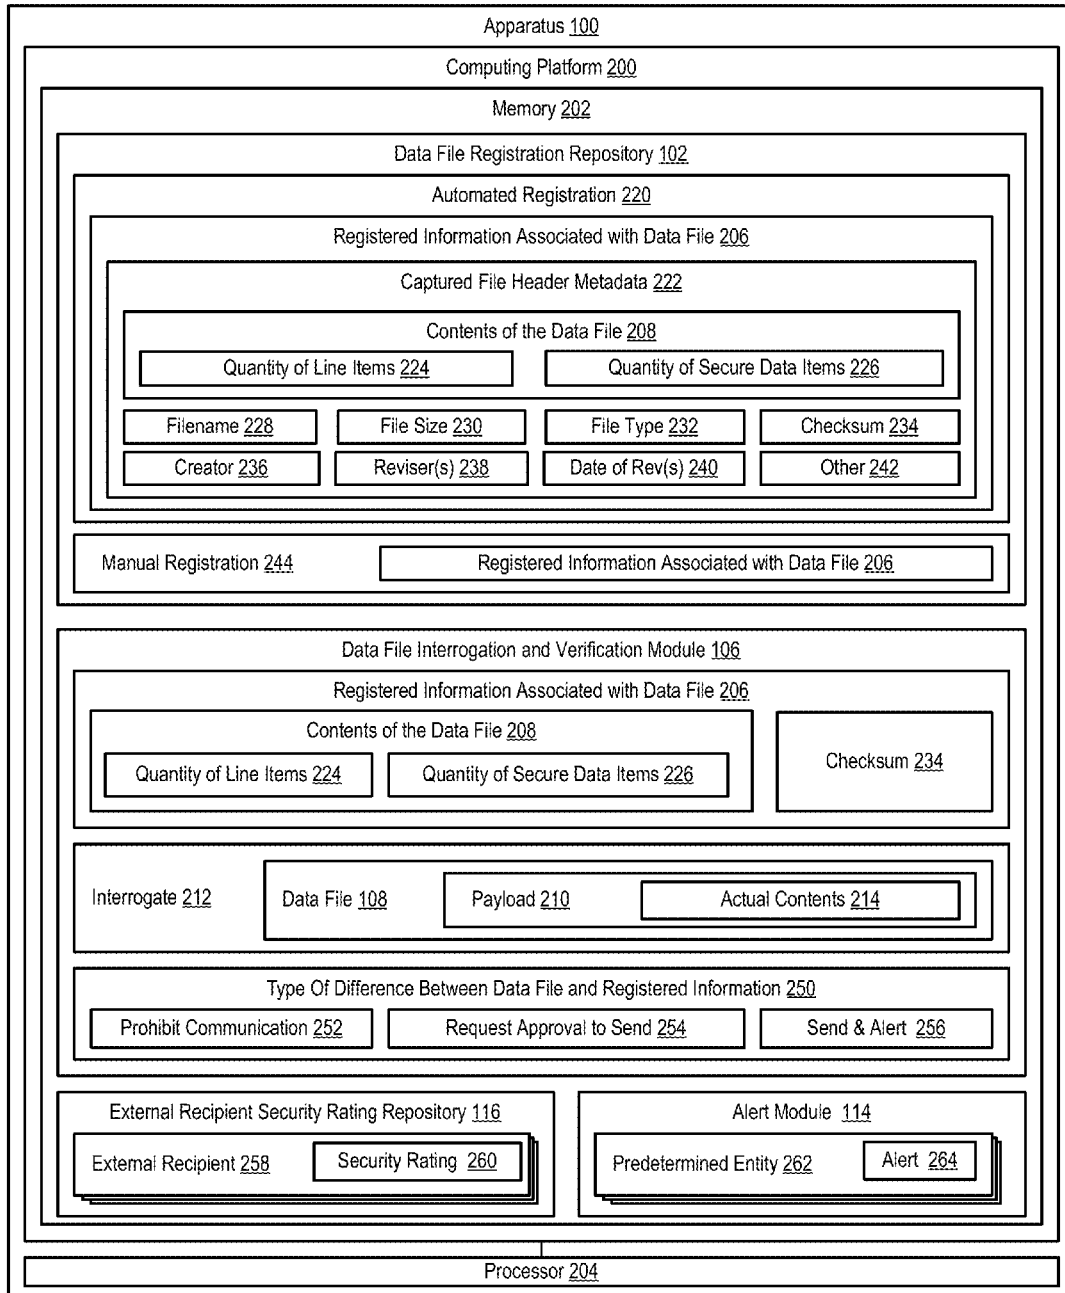 Apparatus 100
Computing Platform 200
Memory 202
Data File Registration Repository 102
Automated Registration 220
Registered Information Associated with Data File 206
Captured File Header Metadata 222
Contents of the Data File 208
Quantity of Line Items 224 Quantity of Secure Data Items 226
Filename 228 File Size 230 File Type 232 Checksum 234
Creator 236 Reviser(s) 238 Date of Rev(s) 240 Other 242
Manual Registration 244 Registered Information Associated with Data File 206
Data File Interrogation and Verification Module 106
Registered Information Associated with Data File 206
Contents of the Data File 208
Quantity of Line Items 224 Quantity of Secure Data Items 226
Checksum 234
Interrogate 212 Data File 108 Payload 210 Actual Contents 214
Type Of Difference Between Data File and Registered Information 250
Prohibit Communication 252 Request Approval to Send 254 Send & Alert 256
External Recipient Security Rating Repository 116
External Recipient 258 Security Rating 260
Alert Module 114
Predetermined Entity 262 Alert 264
Processor 204